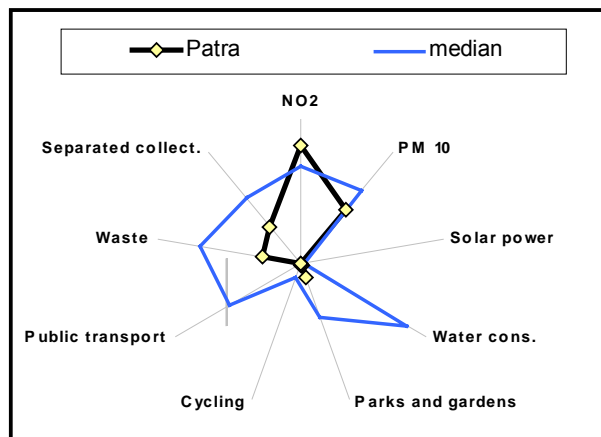 Patra
median
NO2
Separated collect.
PM 10
Waste
Solar power
Public transport
Water cons.
Cycling
Parks and gardens